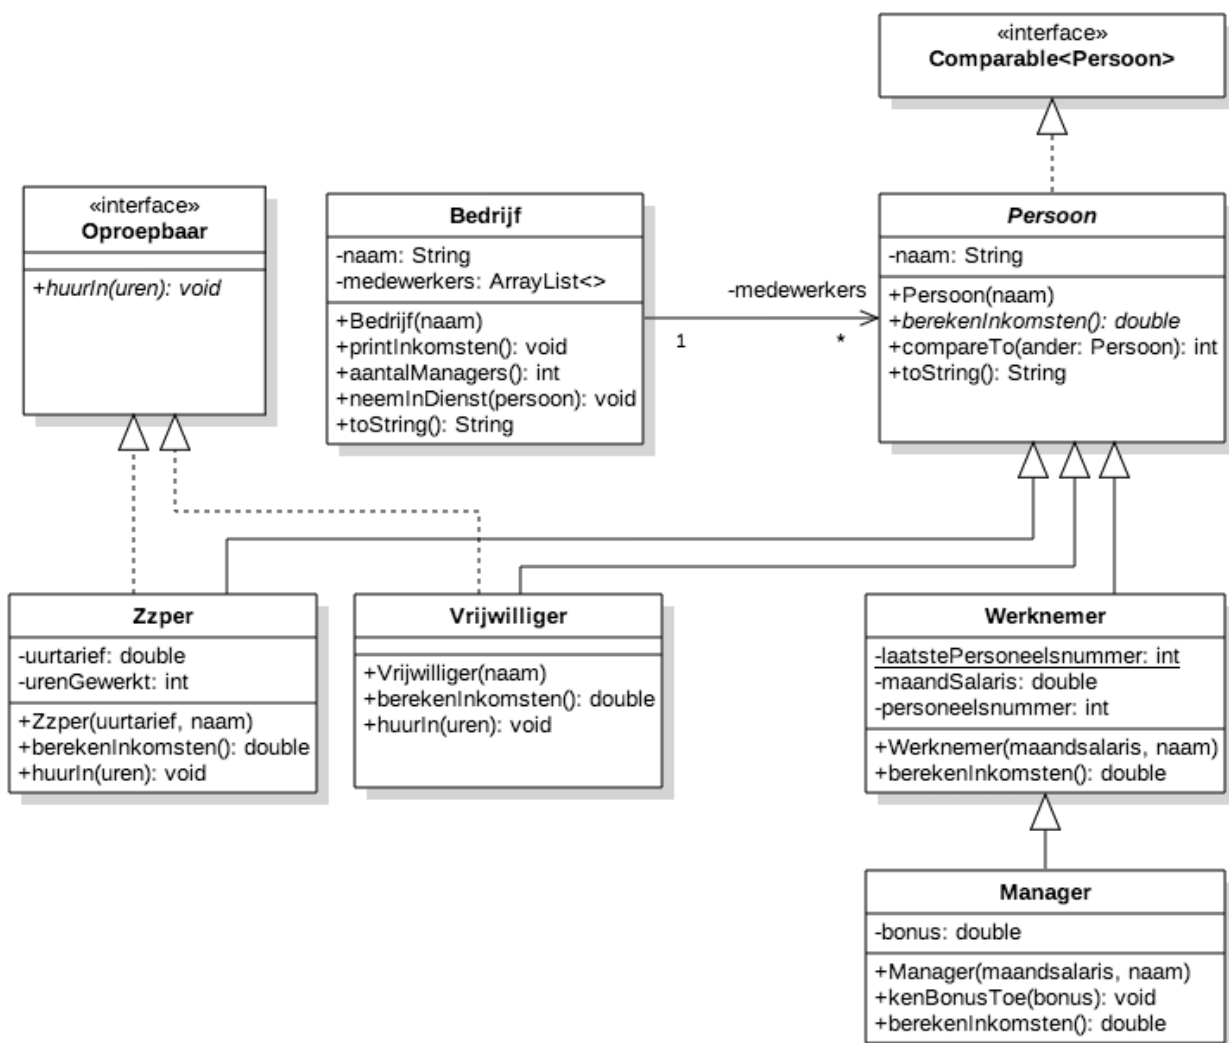 «interface»
Comparable<Persoon>
«interface»
Oproepbaar
+huurIn(uren): void
Bedrijf
-naam: String
-medewerkers: ArrayList<>
+Bedrijf(naam)
+printInkomsten(): void
+aantalManagers(): int
+neemInDienst(persoon): void
+toString(): String
-medewerkers
1
*
Persoon
-naam: String
+Persoon(naam)
+berekenInkomsten(): double
+compareTo(ander: Persoon): int
+toString(): String
Zzper
-uurtarief: double
-urenGewerkt: int
+Zzper(uurtarief, naam)
+berekenInkomsten(): double
+huurIn(uren): void
Vrijwilliger
+Vrijwilliger(naam)
+berekenInkomsten(): double
+huurIn(uren): void
Werknemer
-laatstePersoneelsnummer: int
-maandSalaris: double
-personeelsnummer: int
+Werknemer(maandsalaris, naam)
+berekenInkomsten(): double
Manager
-bonus: double
+Manager(maandsalaris, naam)
+kenBonusToe(bonus): void
+berekenInkomsten(): double